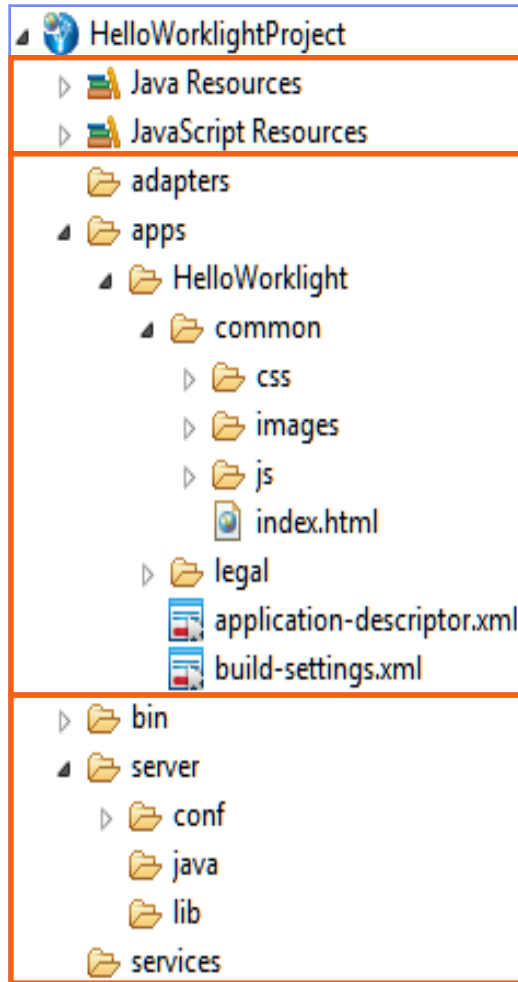 HelloWorklightProject
Java Resources
JavaScript Resources
adapters
apps
HelloWorklight
common
css
images
js
index.html
legal
application-descriptor.xml
build-settings.xml
bin
server
conf
java
lib
services